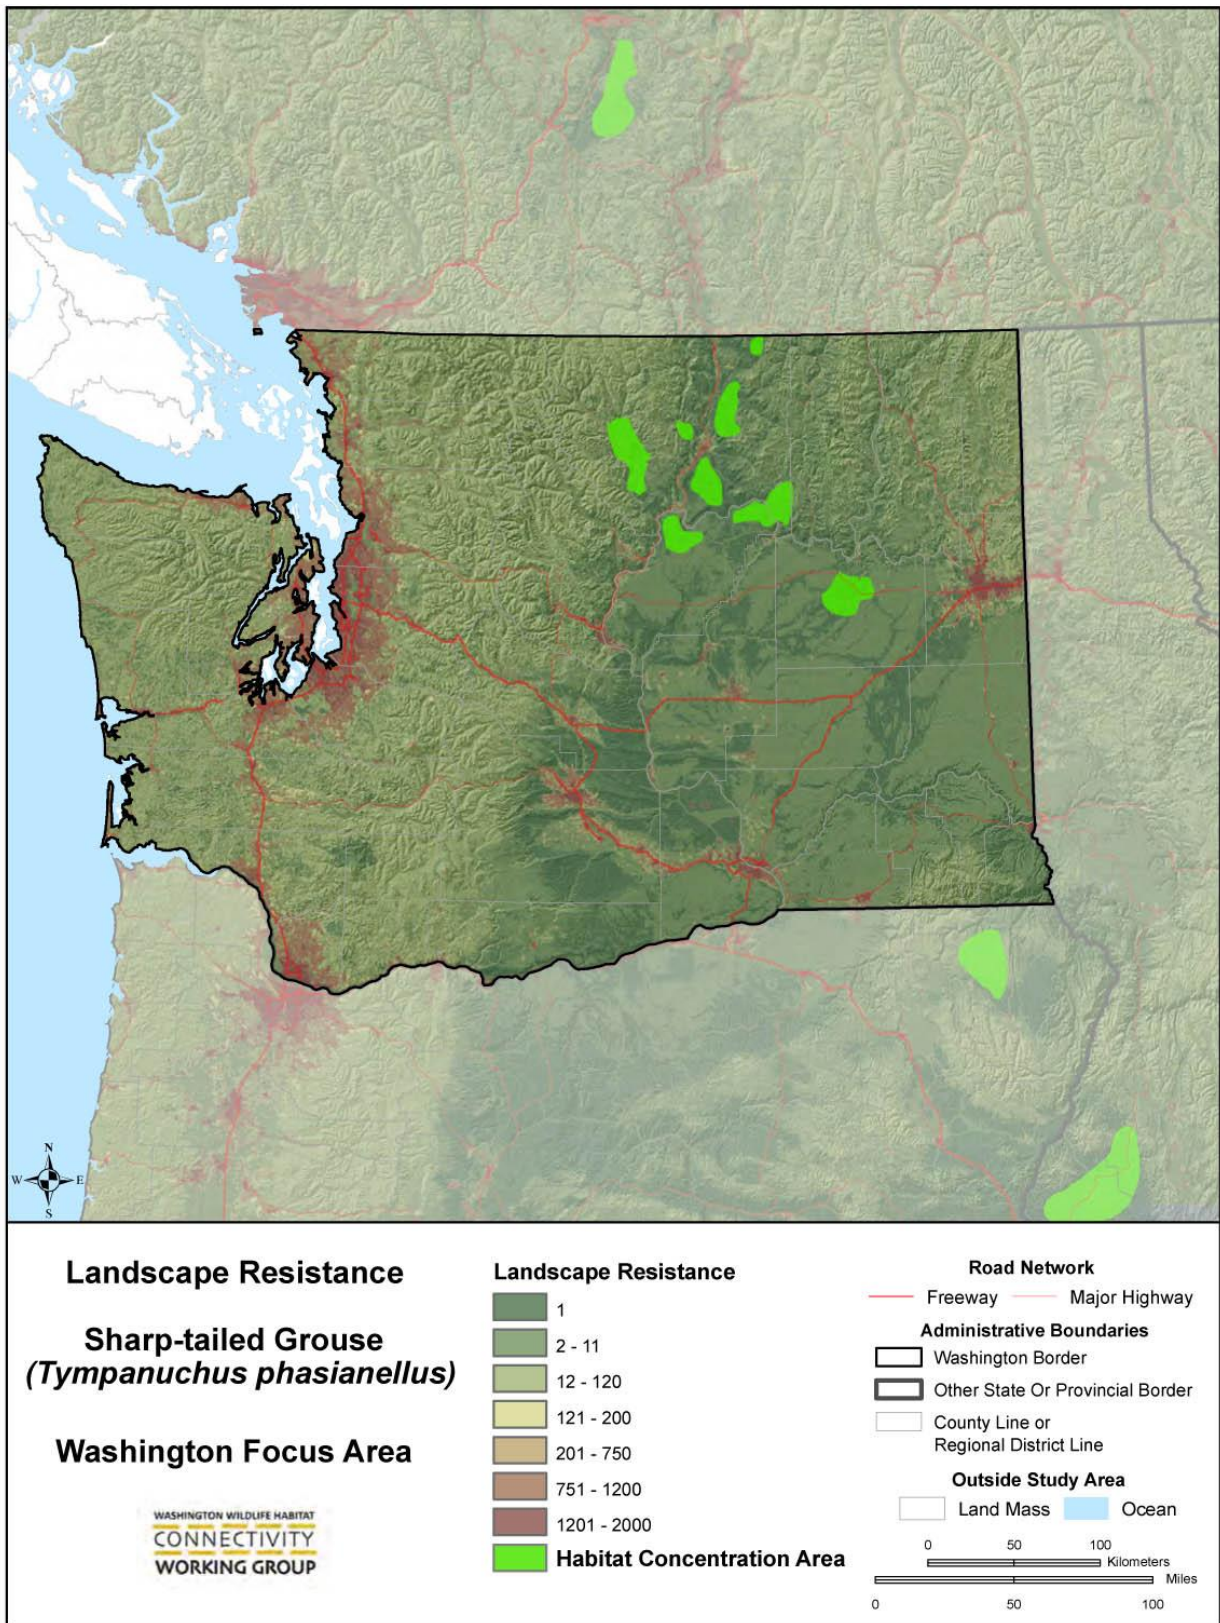 N
W E
S
Landscape Resistance
Sharp-tailed Grouse
(Tympanuchus phasianellus)
Washington Focus Area
WASHINGTON WILDLIFE HABITAT
CONNECTIVITY
WORKING GROUP
Landscape Resistance
1
2 - 11
12 - 120
121 - 200
201 - 750
751 - 1200
1201 - 2000
Habitat Concentration Area
Road Network
Freeway Major Highway
Administrative Boundaries
Washington Border
Other State Or Provincial Border
County Line or
Regional District Line
Outside Study Area
Land Mass Ocean
0 50 100
Kilometers
Miles
0 50 100